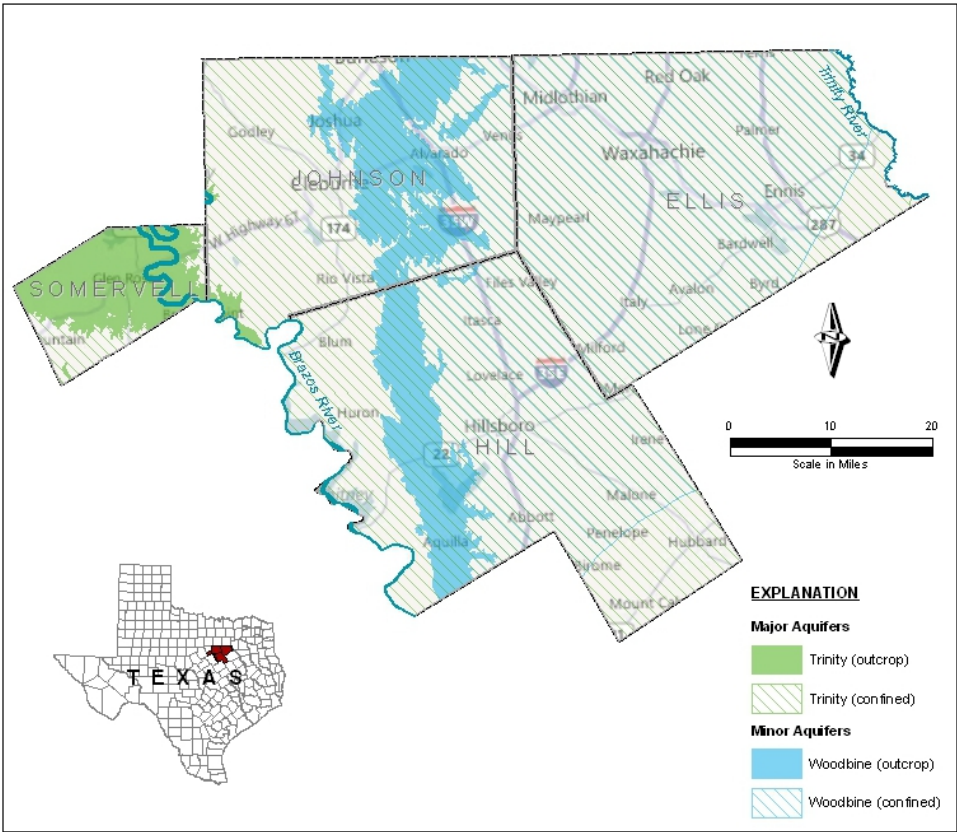 Red Oak
Midlothian
Trinity River
Godley
Joshua
Palmer
Venus
Alvarado
Waxahachie
34
JOHNSON
Cleburne
Ennis
ELLIS
W Highway 67
174
35W
Maypearl
287
Bardwell
Glen Rose
SOMERVELL
Rio Vista
Files Valley
Italy
Avalon
Byrd
Itasca
Blum
Milford
N
Brazos River
Lovelace
35E
Huron
Hillsboro
HILL
Irene
22
0 10 20
Scale in Miles
Malone
Abbott
Penelope
Aquilla
Hubbard
Birome
Mount Cal
TEXAS
EXPLANATION
Major Aquifers
Trinity (outcrop)
Trinity (confined)
Minor Aquifers
Woodbine (outcrop)
Woodbine (confined)